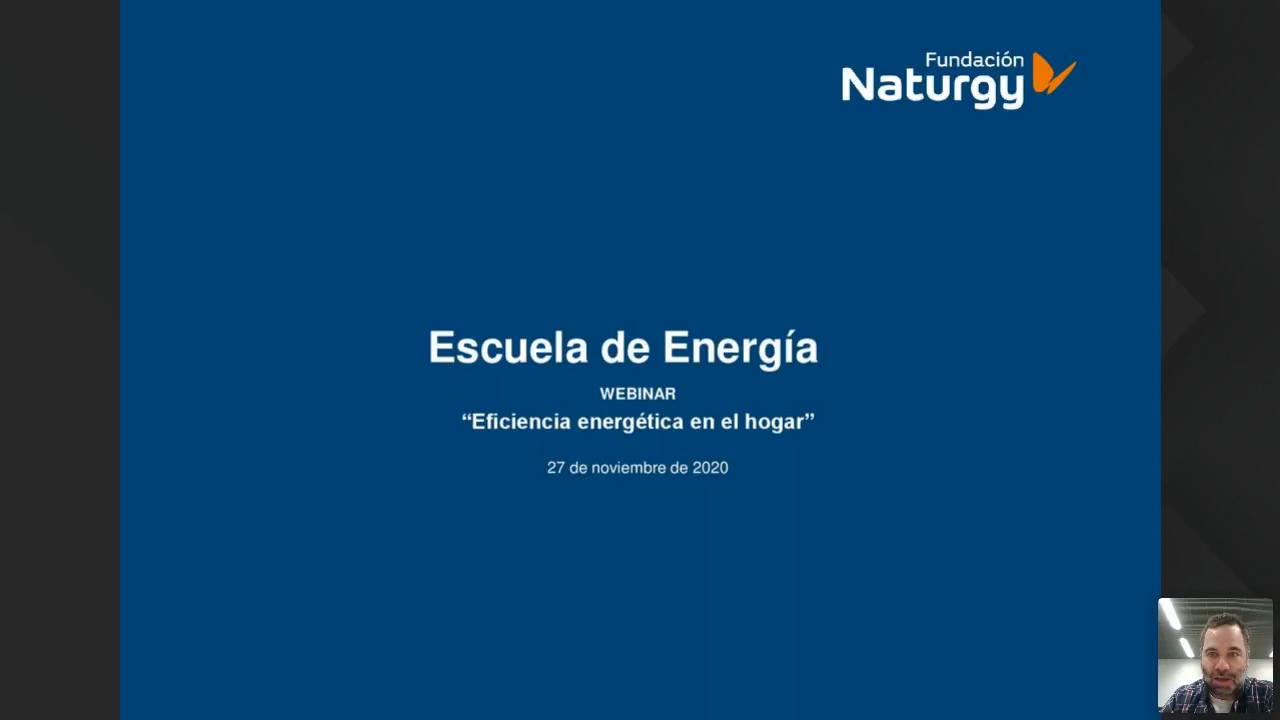 Fundación
Naturgy
Escuela de Energía
WEBINAR
“Eficiencia energética en el hogar”
27 de noviembre de 2020